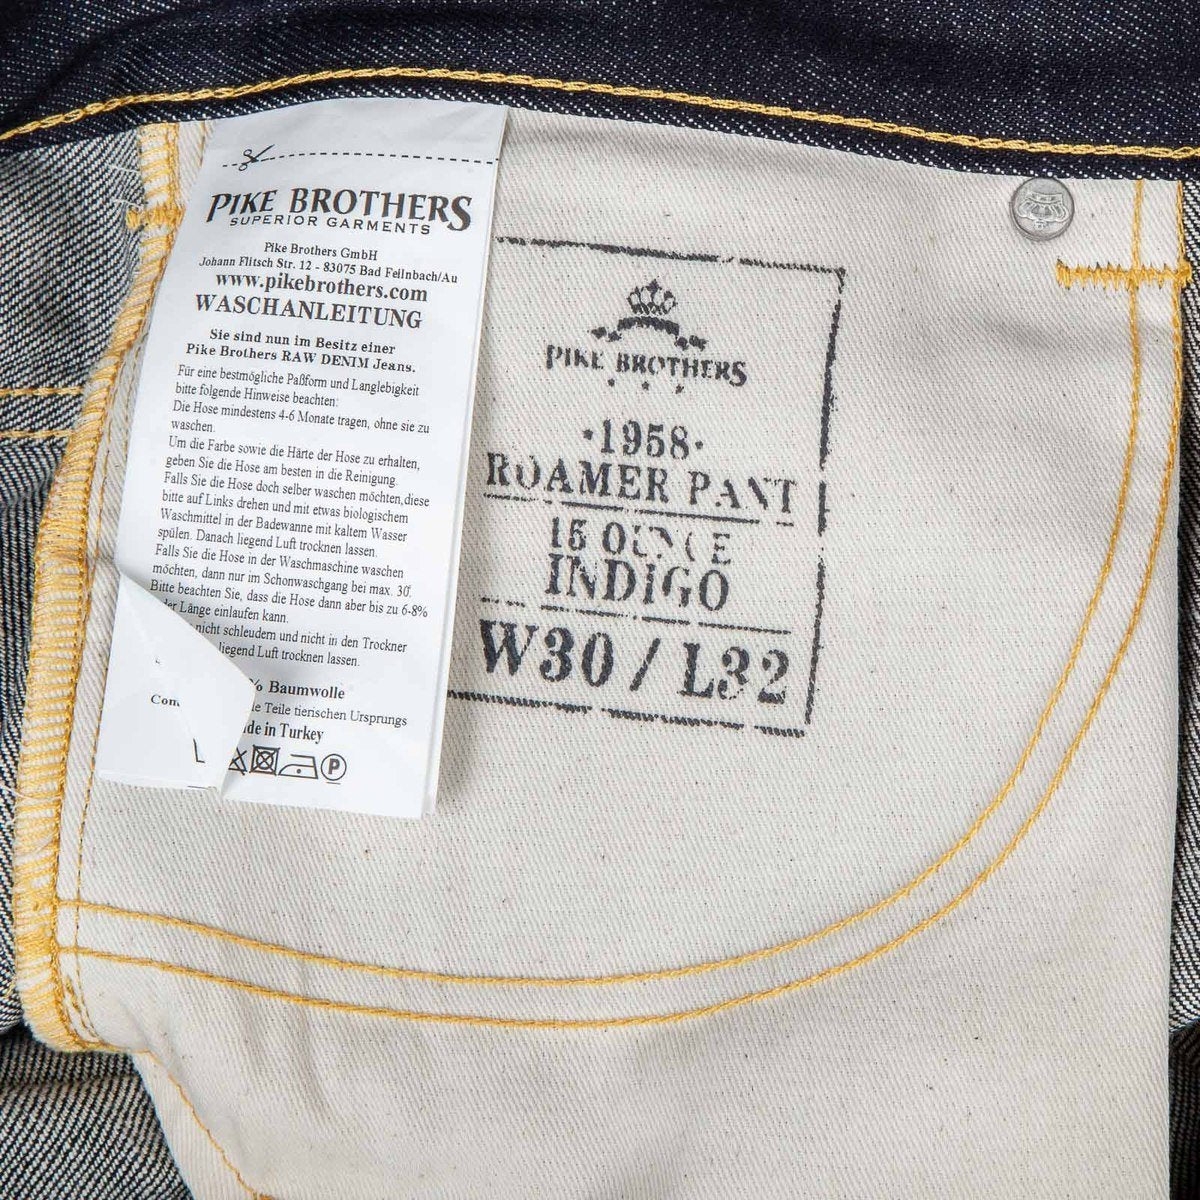 PIKE BROTHERS
SUPERIOR GARMENTS
Pike Brothers GmbH
Johann Flitsch Str. 12 - 83075 Bad Feilnbach/Au
www.pikebrothers.com
WASCHANLEITUNG
Sie sind nun im Besitz einer
Pike Brothers RAW DENIM Jeans.
Für eine bestmögliche Paßform und Langlebigkeit
bitte folgende Hinweise beachten:
Die Hose mindestens 4-6 Monate tragen, ohne sie zu
waschen.
Um die Farbe sowie die Härte der Hose zu erhalten,
geben Sie die Hose am besten in die Reinigung.
Falls Sie die Hose doch selber waschen möchten,diese
bitte auf Links drehen und mit etwas biologischem
Waschmittel in der Badewanne mit kaltem Wasser
spülen. Danach liegend Luft trocknen lassen.
Falls Sie die Hose in der Waschmaschine waschen
möchten, dann nur im Schonwaschgang bei max. 30°.
Bitte beachten Sie, dass die Hose dann aber bis zu 6-8%
der Länge einlaufen kann.
nicht schleudern und nicht in den Trockner
liegend Luft trocknen lassen.
% Baumwolle
Con
le Teile tierischen Ursprungs
de in Turkey
P
PIKE BROTHERS
·1958·
ROAMER PANT
15 OUNCE
INDIGO
W30 / L32